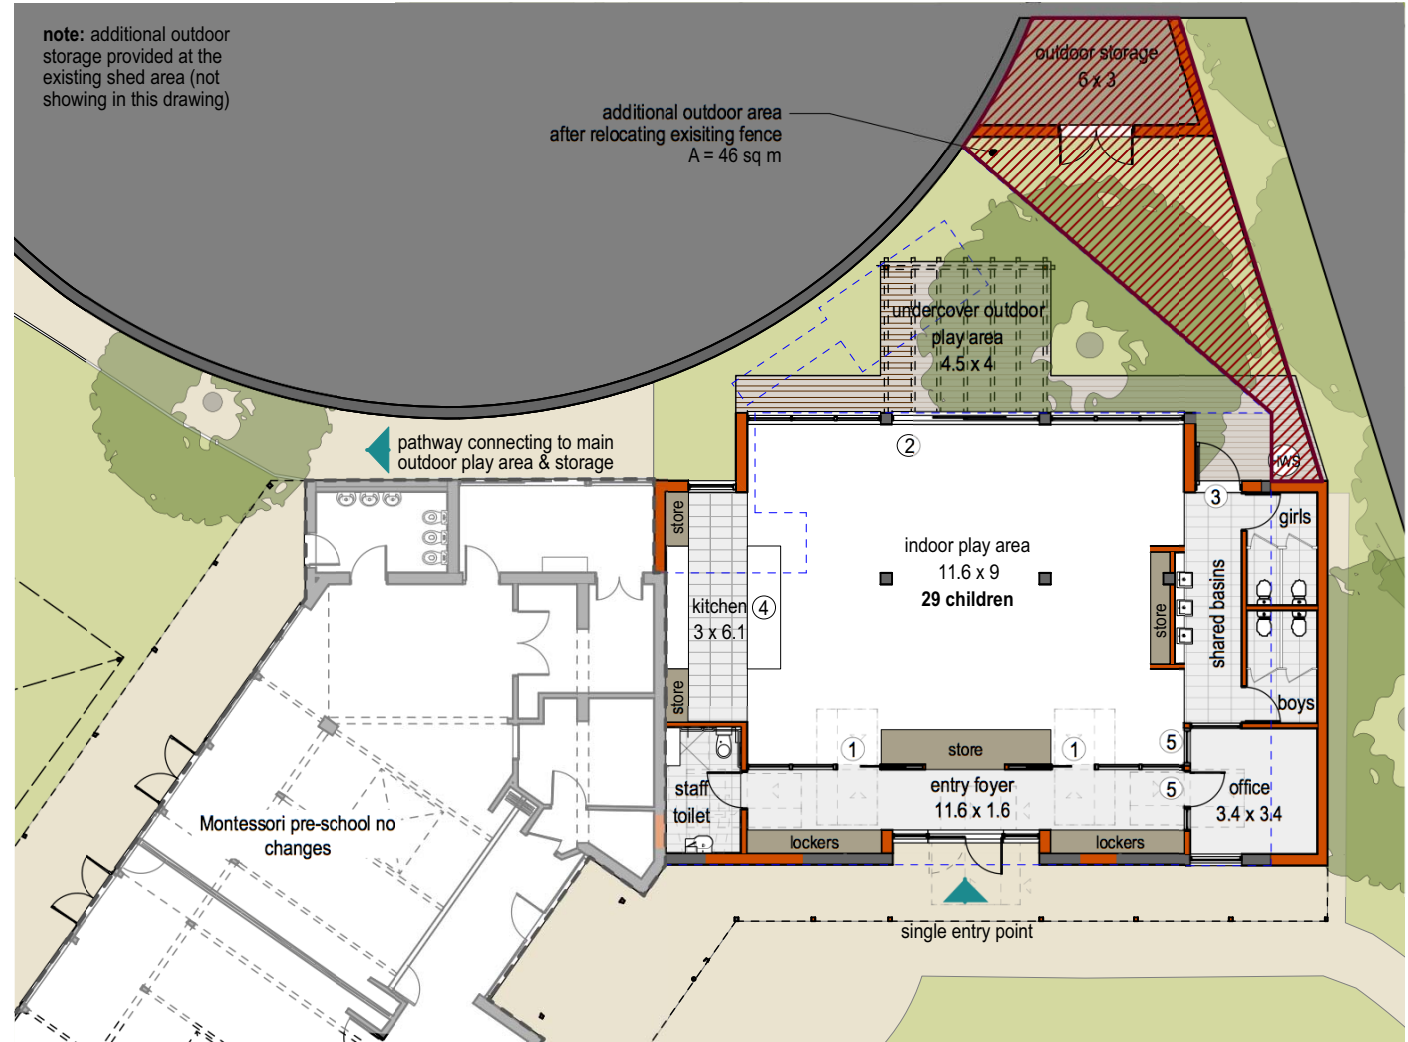 note: additional outdoor
storage provided at the
existing shed area (not
showing in this drawing)
outdoor storage
6 x 3
additional outdoor area
after relocating exisiting fence
A = 46 sq m
undercover outdoor
play area
4.5 x 4
pathway connecting to main
outdoor play area & storage
2
HWS
3
girls
store
indoor play area
11.6 x 9
29 children
kitchen
3 x 6.1
4
store
shared basins
store
boys
1
store
1
5
staff
toilet
entry foyer
11.6 x 1.6
5
office
3.4 x 3.4
lockers
lockers
Montessori pre-school no
changes
single entry point